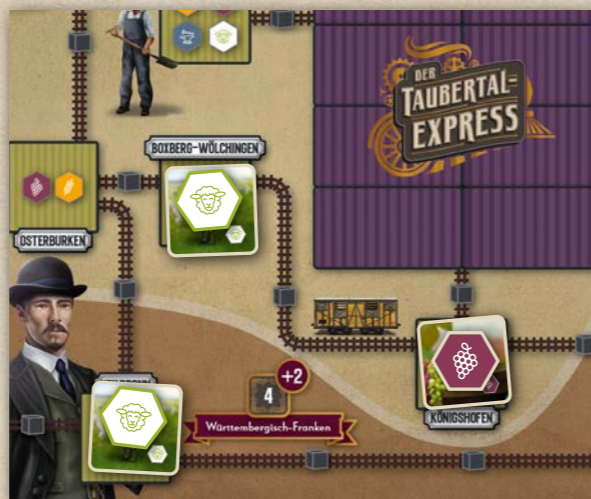 DER
TAUBERTAL-
EXPRESS
BOXBERG-WÖLCHINGEN
OSTERBURKEN
+2
4
Württembergisch-Franken
KÖNIGSHOFEN